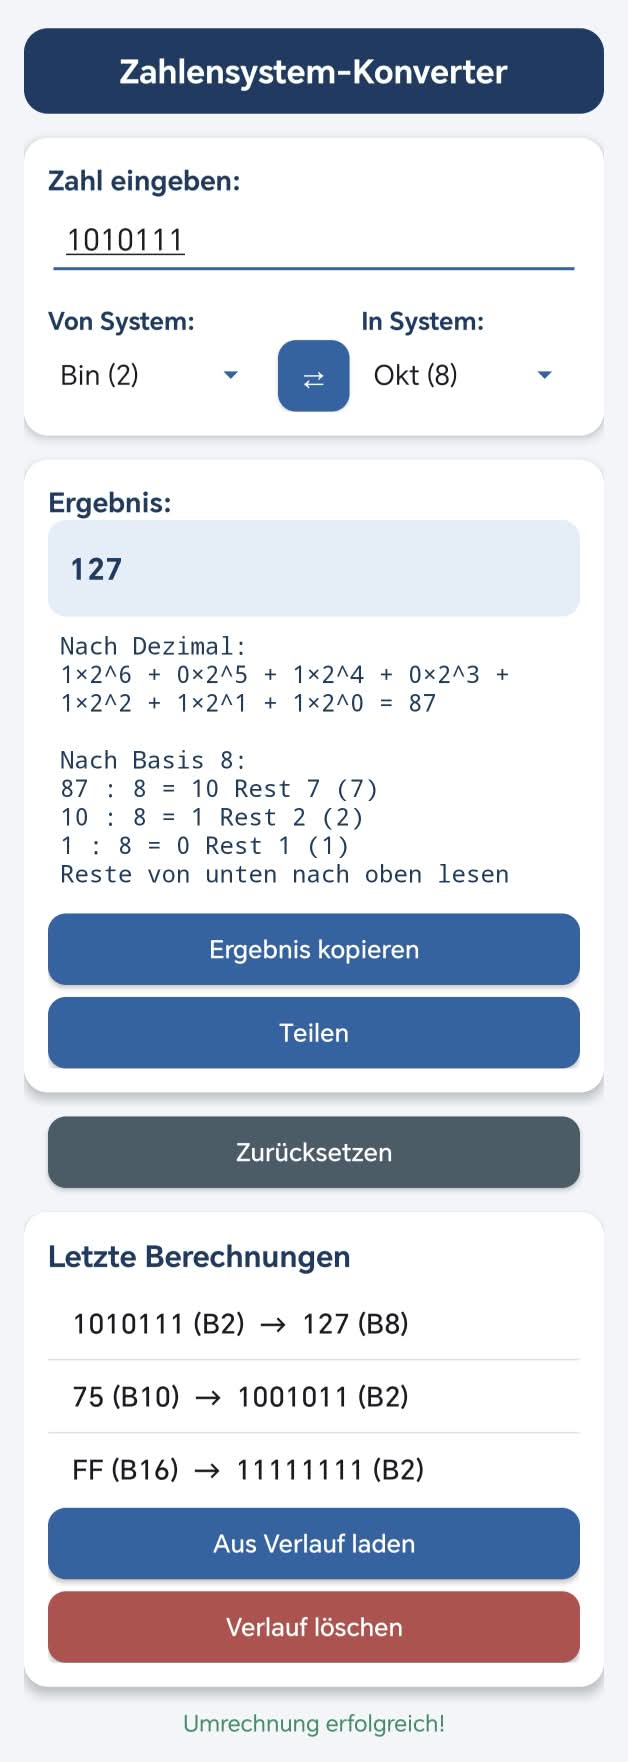 Zahlensystem-Konverter
Zahl eingeben:
1010111
Von System: In System:
Bin (2) ⇄ Okt (8)
Ergebnis:
127
Nach Dezimal:
1×2^6 + 0×2^5 + 1×2^4 + 0×2^3 +
1×2^2 + 1×2^1 + 1×2^0 = 87
Nach Basis 8:
87 : 8 = 10 Rest 7 (7)
10 : 8 = 1 Rest 2 (2)
1 : 8 = 0 Rest 1 (1)
Reste von unten nach oben lesen
Ergebnis kopieren
Teilen
Zurücksetzen
Letzte Berechnungen
1010111 (B2) → 127 (B8)
75 (B10) → 1001011 (B2)
FF (B16) → 11111111 (B2)
Aus Verlauf laden
Verlauf löschen
Umrechnung erfolgreich!